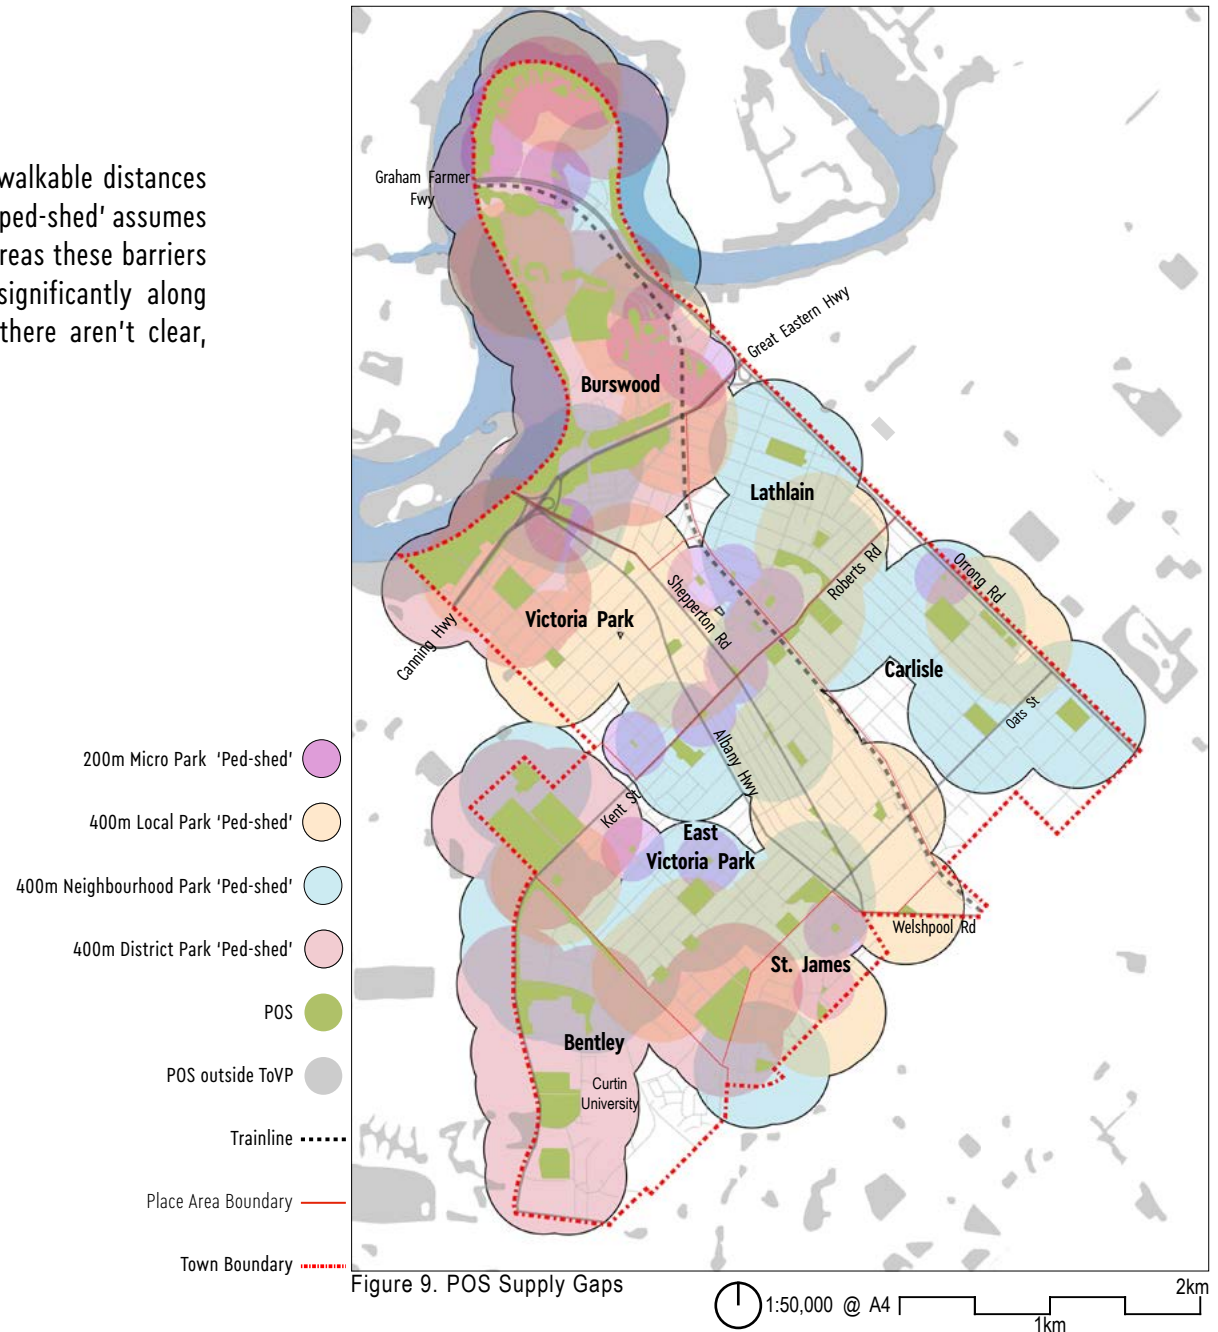 walkable distances
ped-shed' assumes
reas these barriers
significantly along
there aren't clear,
Graham Farmer
Fwy
Great Eastern Hwy
Burswood
Lathlain
Roberts Rd
Orrong Rd
Shepperton Rd
Victoria Park
Canning Hwy
Carlisle
Oats St
Albany Hwy
Kent St
East
Victoria Park
Welshpool Rd
St. James
Bentley
Curtin
University
200m Micro Park 'Ped-shed'
400m Local Park 'Ped-shed'
400m Neighbourhood Park 'Ped-shed'
400m District Park 'Ped-shed'
POS
POS outside ToVP
Trainline
Place Area Boundary
Town Boundary
Figure 9. POS Supply Gaps
1:50,000 @ A4
1km
2km